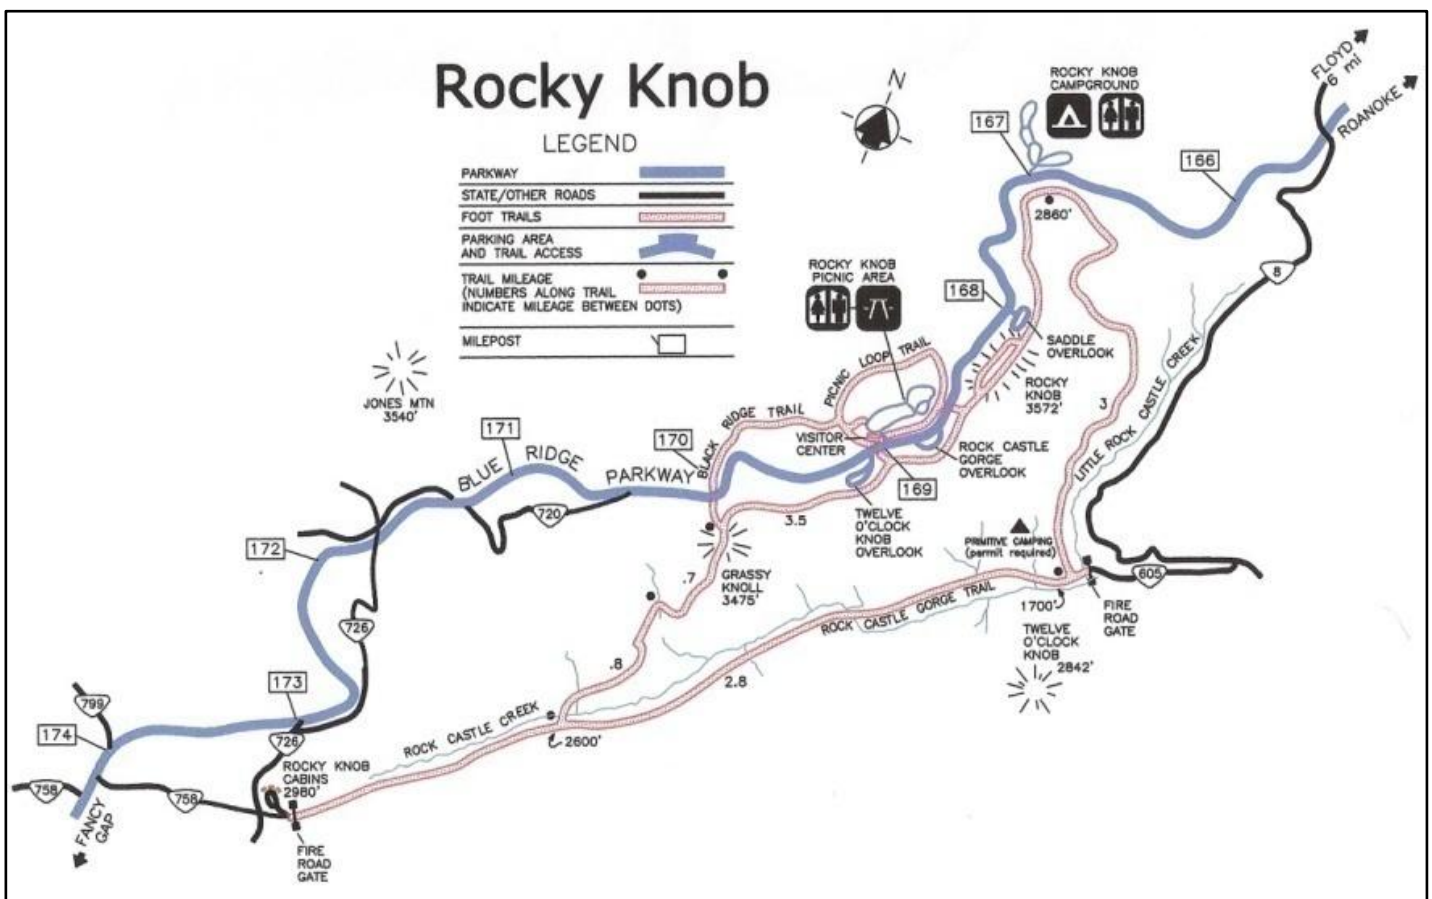 Rocky Knob
LEGEND
PARKWAY
STATE/OTHER ROADS
FOOT TRAILS
PARKING AREA
AND TRAIL ACCESS
TRAIL MILEAGE
(NUMBERS ALONG TRAIL
INDICATE MILEAGE BETWEEN DOTS)
MILEPOST
N
ROCKY KNOB
CAMPGROUND
FLOYD
6 mi
ROANOKE
167
166
2860'
8
ROCKY KNOB
PICNIC AREA
168
SADDLE
OVERLOOK
PICNIC LOOP TRAIL
ROCKY
KNOB
3572'
LITTLE ROCK CASTLE CREEK
3
JONES MTN
3540'
BLACK RIDGE TRAIL
VISITOR
CENTER
ROCK CASTLE
GORGE
OVERLOOK
171
170
169
BLUE RIDGE PARKWAY
720
3.5
TWELVE
O'CLOCK
KNOB
OVERLOOK
PRIMITIVE CAMPING
(permit required)
172
GRASSY
KNOLL
3475'
.7
605
ROCK CASTLE GORGE TRAIL
1700'
FIRE
ROAD
GATE
726
TWELVE
O'CLOCK
KNOB
2842'
.8
2.8
173
799
174
726
ROCK CASTLE CREEK
2600'
ROCKY KNOB
CABINS
2980'
758
758
FANCY
GAP
FIRE
ROAD
GATE